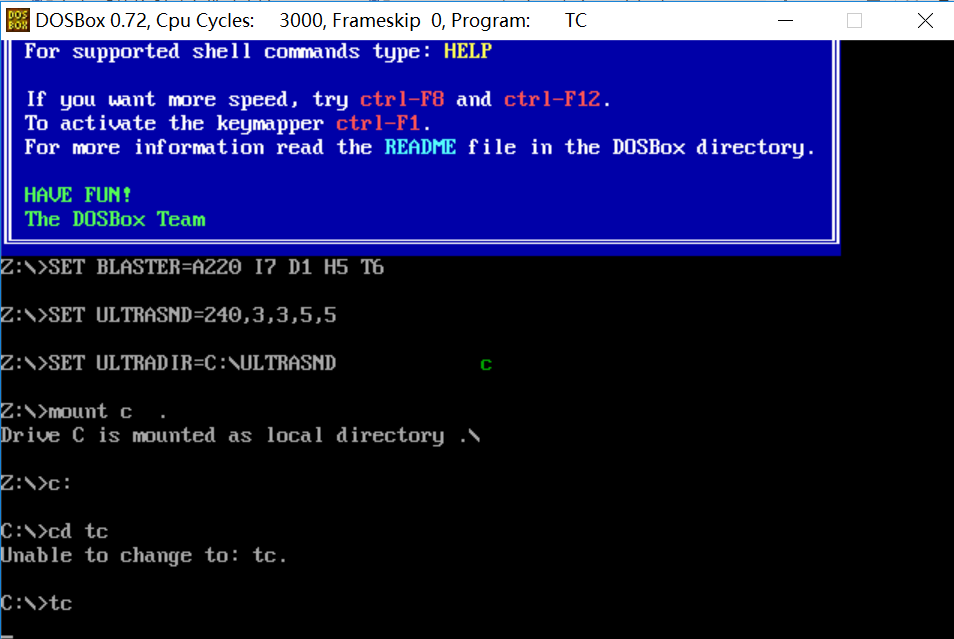 DOSBox 0.72, Cpu Cycles: 3000, Frameskip 0, Program: TC
For supported shell commands type: HELP
If you want more speed, try ctrl-F8 and ctrl-F12.
To activate the keymapper ctrl-F1.
For more information read the README file in the DOSBox directory.
HAVE FUN!
The DOSBox Team
Z:\>SET BLASTER=A220 I7 D1 H5 T6
Z:\>SET ULTRASND=240,3,3,5,5
Z:\>SET ULTRADIR=C:\ULTRASND
c
Z:\>mount c  .
Drive C is mounted as local directory .\
Z:\>c:
C:\>cd tc
Unable to change to: tc.
C:\>tc